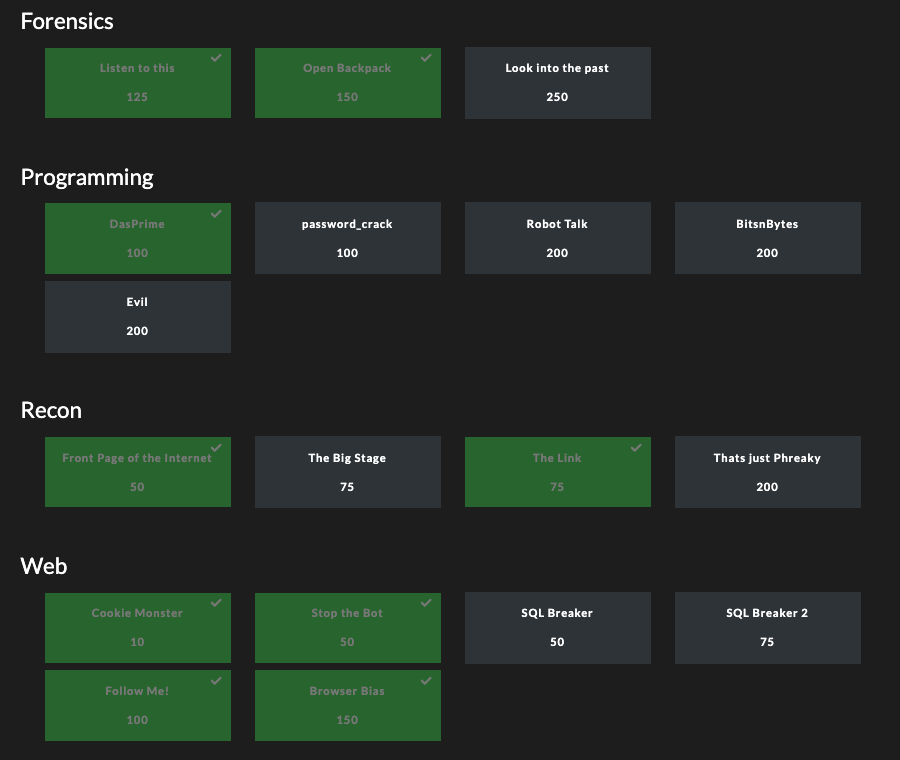 Forensics
Listen to this
125
Open Backpack
150
Look into the past
250
Programming
DasPrime
100
password_crack
100
Robot Talk
200
BitsnBytes
200
Evil
200
Recon
Front Page of the Internet
50
The Big Stage
75
The Link
75
Thats just Phreaky
200
Web
Cookie Monster
10
Stop the Bot
50
SQL Breaker
50
SQL Breaker 2
75
Follow Me!
100
Browser Bias
150